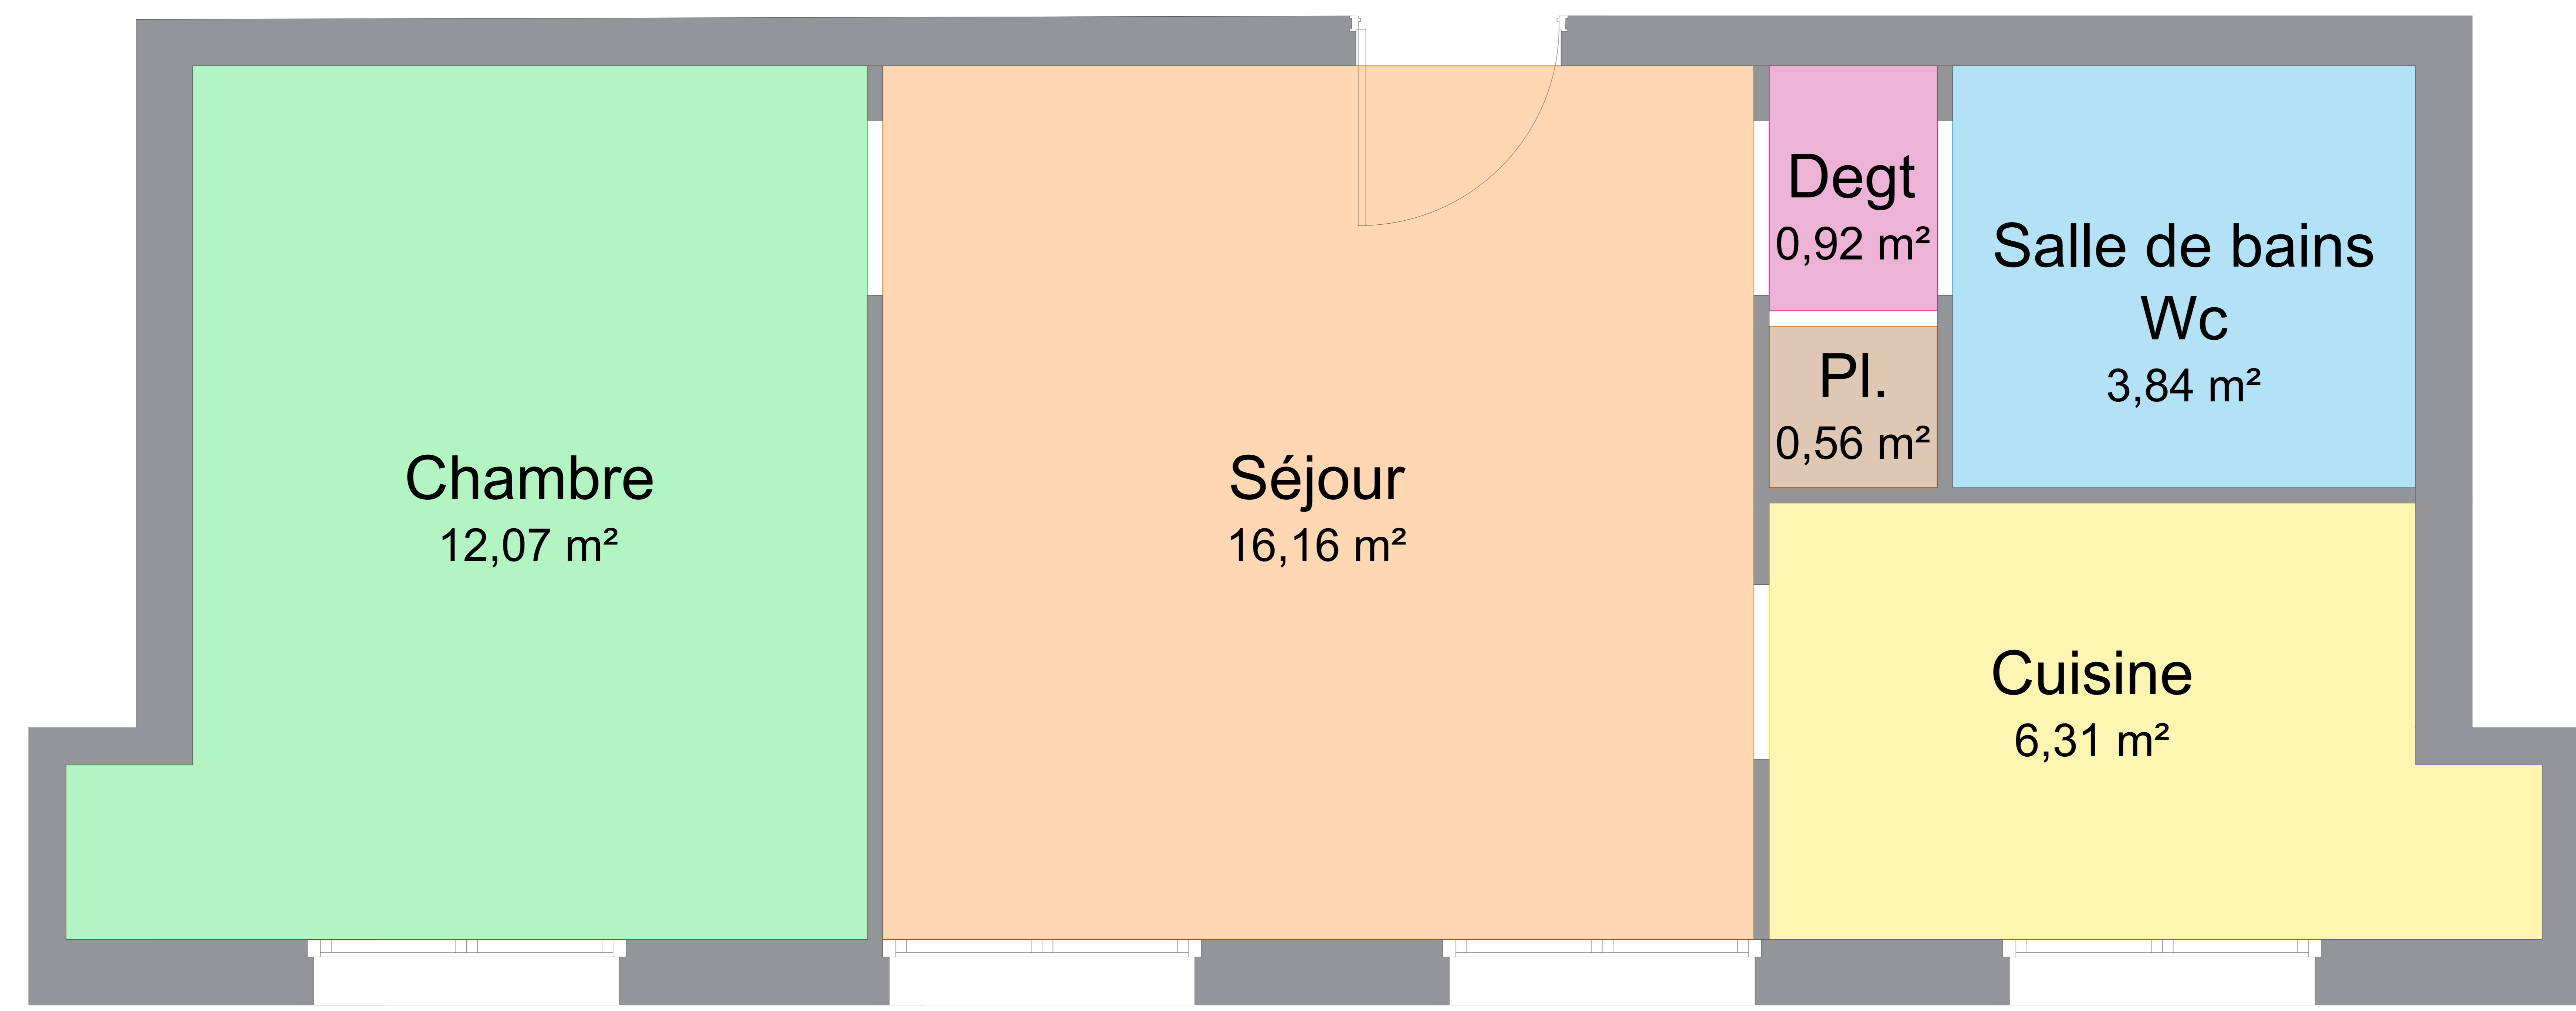 Chambre
12,07 m²
Séjour
16,16 m²
Degt
0,92 m²
Pl.
0,56 m²
Salle de bains
Wc
3,84 m²
Cuisine
6,31 m²